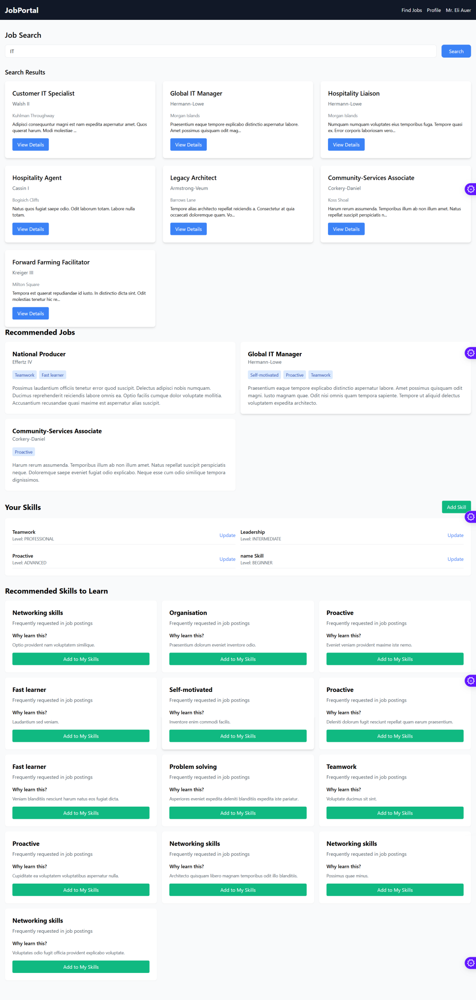 JobPortal
Find Jobs Profile Mr. Eli Auer
Job Search
IT
Search
Search Results
Customer IT Specialist
Walsh II
Kuhlman Throughway
Adipisci consequuntur magni est nam expedita aspernatur amet. Quos
quaerat harum. Modi molestiae ...
View Details
Global IT Manager
Hermann-Lowe
Morgan Islands
Praesentium eaque tempore explicabo distinctio aspernatur labore.
Amet possimus quisquam odit mag...
View Details
Hospitality Liaison
Hermann-Lowe
Morgan Islands
Numquam numquam voluptates eius temporibus fuga. Tempore quasi
ex. Error corporis laboriosam vero...
View Details
Hospitality Agent
Cassin I
Bogisich Cliffs
Natus quos fugiat saepe odio. Odit laborum totam. Labore nulla
totam.
View Details
Legacy Architect
Armstrong-Veum
Barrows Lane
Tempore alias architecto repellat reiciendis a. Consectetur at quia
occaecati doloremque quam. Vo...
View Details
Community-Services Associate
Corkery-Daniel
Koss Shoal
Harum rerum assumenda. Temporibus illum ab non illum amet. Natus
repellat suscipit perspiciatis n...
View Details
Forward Farming Facilitator
Kreiger III
Milton Square
Tempora est quaerat repudiandae id iusto. In distinctio dicta sint. Odit
molestias tenetur hic re...
View Details
Recommended Jobs
National Producer
Effertz IV
Teamwork Fast learner
Possimus laudantium officiis tenetur error quod suscipit. Delectus adipisci nobis numquam.
Ducimus reprehenderit reiciendis labore omnis ea. Optio facilis cumque dolor voluptate mollitia.
Accusantium recusandae quasi maxime est aspernatur alias suscipit.
Global IT Manager
Hermann-Lowe
Self-motivated Proactive Teamwork
Praesentium eaque tempore explicabo distinctio aspernatur labore. Amet possimus quisquam odit
magni. Iusto magnam quae. Odit nisi omnis quam tempora sapiente. Tempore ut aliquid delectus
voluptatem expedita architecto.
Community-Services Associate
Corkery-Daniel
Proactive
Harum rerum assumenda. Temporibus illum ab non illum amet. Natus repellat suscipit perspiciatis
neque. Doloremque saepe eveniet fugiat odio explicabo. Neque esse cum odio similique tempora
dignissimos.
Your Skills
Add Skill
Teamwork
Level: PROFESSIONAL
Update
Leadership
Level: INTERMEDIATE
Update
Proactive
Level: ADVANCED
Update
name Skill
Level: BEGINNER
Update
Recommended Skills to Learn
Networking skills
Frequently requested in job postings
Why learn this?
Optio provident nam voluptatem similique.
Add to My Skills
Organisation
Frequently requested in job postings
Why learn this?
Praesentium dolorum eveniet inventore odio.
Add to My Skills
Proactive
Frequently requested in job postings
Why learn this?
Eveniet veniam provident maxime iste nemo.
Add to My Skills
Fast learner
Frequently requested in job postings
Why learn this?
Laudantium sed veniam.
Add to My Skills
Self-motivated
Frequently requested in job postings
Why learn this?
Inventore enim commodi facilis.
Add to My Skills
Proactive
Frequently requested in job postings
Why learn this?
Deleniti dolorum fugit nesciunt repellat quam earum praesentium.
Add to My Skills
Fast learner
Frequently requested in job postings
Why learn this?
Veniam blanditiis nesciunt harum natus eos fugiat dicta.
Add to My Skills
Problem solving
Frequently requested in job postings
Why learn this?
Asperiores eveniet expedita deleniti blanditiis expedita iste pariatur.
Add to My Skills
Teamwork
Frequently requested in job postings
Why learn this?
Voluptate ducimus sit sint.
Add to My Skills
Proactive
Frequently requested in job postings
Why learn this?
Cupiditate ea voluptatem voluptatibus aspernatur nulla.
Add to My Skills
Networking skills
Frequently requested in job postings
Why learn this?
Architecto quisquam libero magnam temporibus odit illo blanditiis.
Add to My Skills
Networking skills
Frequently requested in job postings
Why learn this?
Possimus quae minus.
Add to My Skills
Networking skills
Frequently requested in job postings
Why learn this?
Voluptates odio fugit officia provident explicabo voluptate.
Add to My Skills